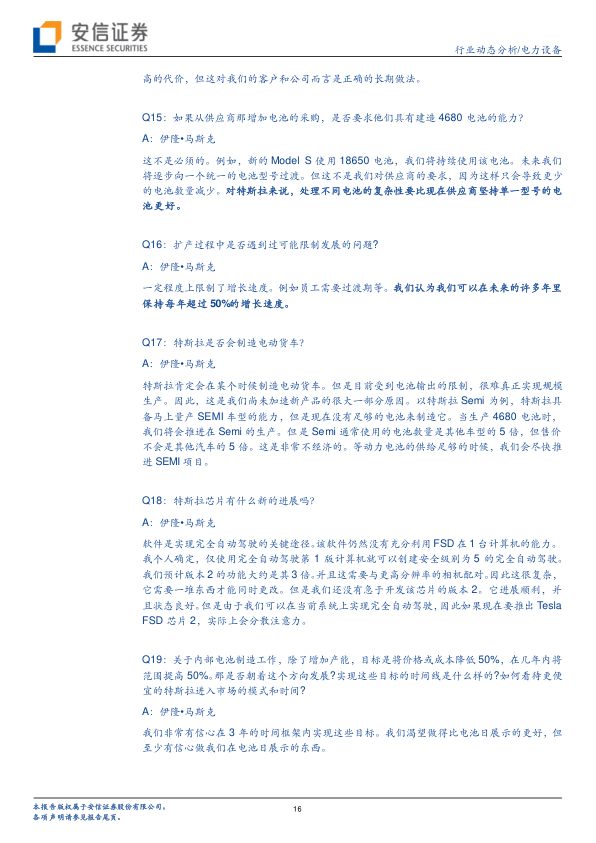 安信证券
ESSENCE SECURITIES
行业动态分析/电力设备
高的代价，但这对我们的客户和公司而言是正确的长期做法。
Q15：如果从供应商那增加电池的采购，是否要求他们具有建造 4680 电池的能力？
A：伊隆•马斯克
这不是必须的。例如，新的 Model S 使用 18650 电池，我们将持续使用该电池。未来我们
将逐步向一个统一的电池型号过渡。但这不是我们对供应商的要求，因为这样只会导致更少
的电池数量减少。对特斯拉来说，处理不同电池的复杂性要比现在供应商坚持单一型号的电
池更好。
Q16：扩产过程中是否遇到过可能限制发展的问题?
A：伊隆•马斯克
一定程度上限制了增长速度。例如员工需要过渡期等。我们认为我们可以在未来的许多年里
保持每年超过 50%的增长速度。
Q17：特斯拉是否会制造电动货车？
A：伊隆•马斯克
特斯拉肯定会在某个时候制造电动货车。但是目前受到电池输出的限制，很难真正实现规模
生产。因此，这是我们尚未加速新产品的很大一部分原因。以特斯拉 Semi 为例，特斯拉具
备马上量产 SEMI 车型的能力，但是现在没有足够的电池来制造它。当生产 4680 电池时，
我们将会推进在 Semi 的生产。但是 Semi 通常使用的电池数量是其他车型的 5 倍，但售价
不会是其他汽车的 5 倍。这是非常不经济的。等动力电池的供给足够的时候，我们会尽快推
进 SEMI 项目。
Q18：特斯拉芯片有什么新的进展吗？
A：伊隆•马斯克
软件是实现完全自动驾驶的关键途径。该软件仍然没有充分利用 FSD 在 1 台计算机的能力。
我个人确定，仅使用完全自动驾驶第 1 版计算机就可以创建安全级别为 5 的完全自动驾驶。
我们预计版本 2 的功能大约是其 3 倍。并且这需要与更高分辨率的相机配对。因此这很复杂，
它需要一堆东西才能同时更改。但是我们还没有急于开发该芯片的版本 2。它进展顺利，并
且状态良好。但是由于我们可以在当前系统上实现完全自动驾驶，因此如果现在要推出 Tesla
FSD 芯片 2，实际上会分散注意力。
Q19：关于内部电池制造工作，除了增加产能，目标是将价格或成本降低 50%，在几年内将
范围提高 50%。那是否朝着这个方向发展?实现这些目标的时间线是什么样的?如何看待更便
宜的特斯拉进入市场的模式和时间?
A：伊隆•马斯克
我们非常有信心在 3 年的时间框架内实现这些目标。我们渴望做得比电池日展示的更好，但
至少有信心做我们在电池日展示的东西。
本报告版权属于安信证券股份有限公司。
16
各项声明请参见报告尾页。